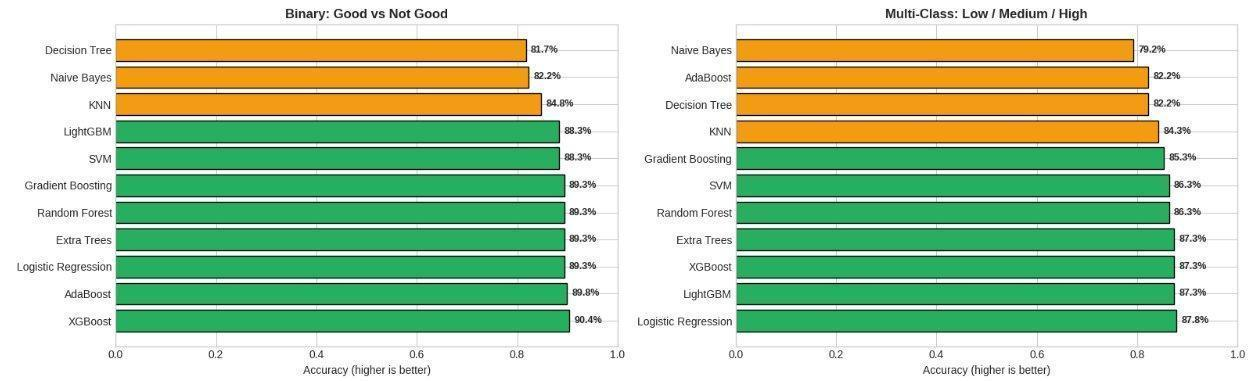 Binary: Good vs Not Good
Decision Tree 81.7%
Naive Bayes 82.2%
KNN 84.8%
LightGBM 88.3%
SVM 88.3%
Gradient Boosting 89.3%
Random Forest 89.3%
Extra Trees 89.3%
Logistic Regression 89.3%
AdaBoost 89.8%
XGBoost 90.4%
0.0 0.2 0.4 0.6 0.8 1.0
Accuracy (higher is better)
Multi-Class: Low / Medium / High
Naive Bayes 79.2%
AdaBoost 82.2%
Decision Tree 82.2%
KNN 84.3%
Gradient Boosting 85.3%
SVM 86.3%
Random Forest 86.3%
Extra Trees 87.3%
XGBoost 87.3%
LightGBM 87.3%
Logistic Regression 87.8%
0.0 0.2 0.4 0.6 0.8 1.0
Accuracy (higher is better)